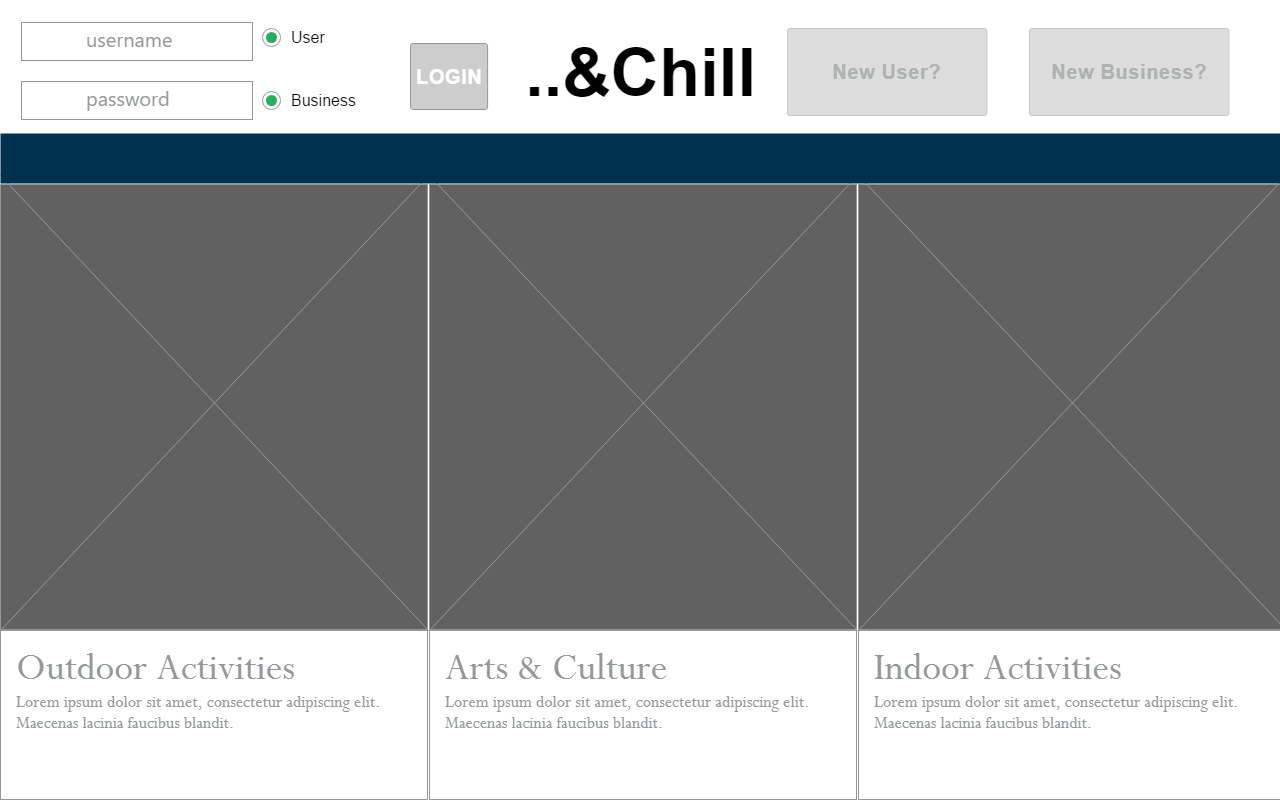 username
User
password
Business
LOGIN
..&Chill
New User?
New Business?
Outdoor Activities
Lorem ipsum dolor sit amet, consectetur adipiscing elit.
Maecenas lacinia faucibus blandit.
Arts & Culture
Lorem ipsum dolor sit amet, consectetur adipiscing elit.
Maecenas lacinia faucibus blandit.
Indoor Activities
Lorem ipsum dolor sit amet, consectetur adipiscing elit.
Maecenas lacinia faucibus blandit.